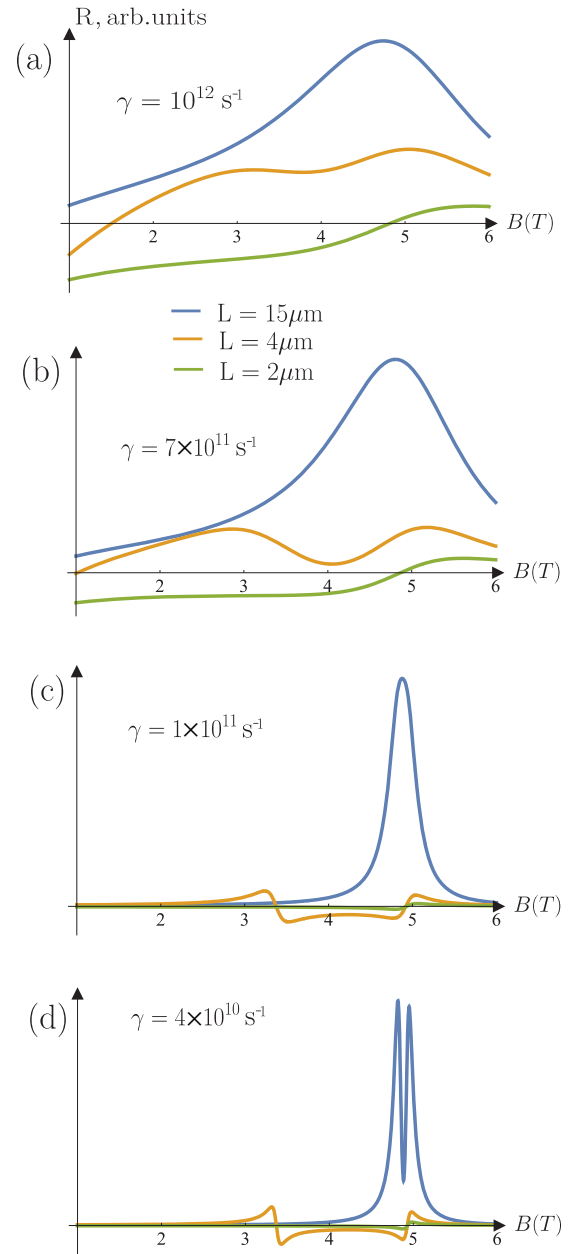 R, arb.units
(a)
γ = 10¹² s⁻¹
2 3 4 5 6 B(T)
L = 15μm
L = 4μm
L = 2μm
(b)
γ = 7×10¹¹ s⁻¹
2 3 4 5 6 B(T)
(c)
γ = 1×10¹¹ s⁻¹
2 3 4 5 6 B(T)
(d)
γ = 4×10¹⁰ s⁻¹
2 3 4 5 6 B(T)